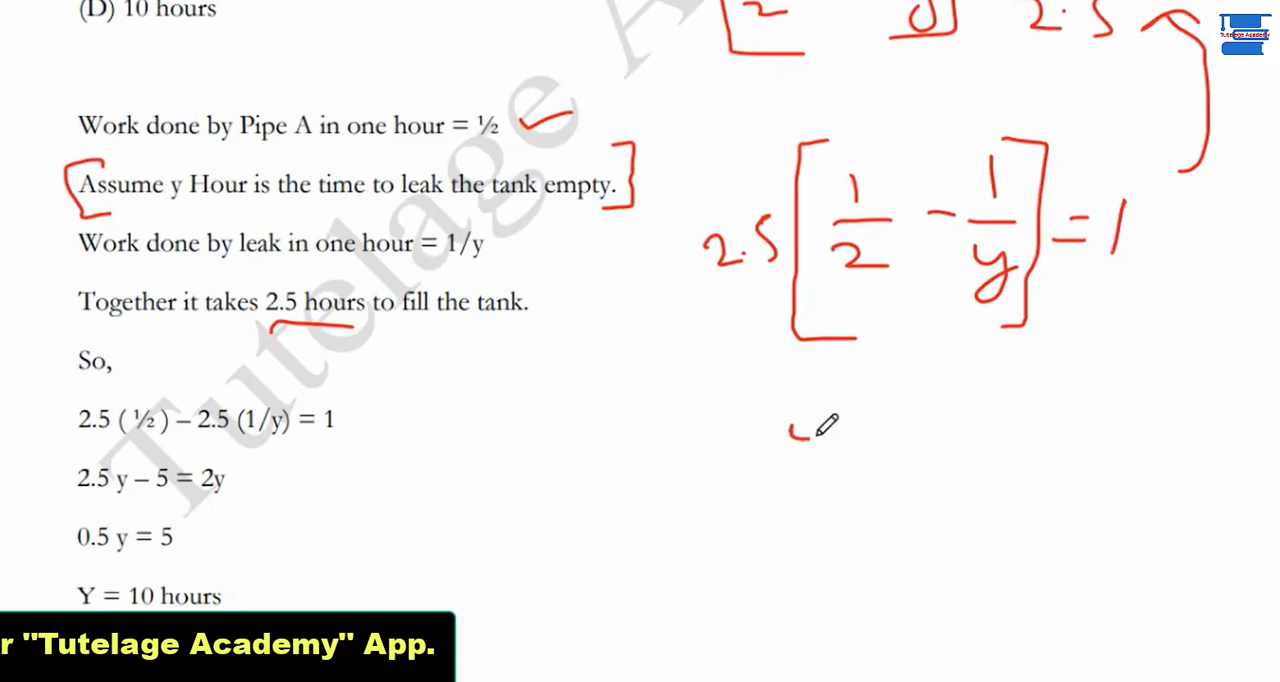 (D) 10 hours
2 2.5
Tutelage Academy
Work done by Pipe A in one hour = ½
Assume y Hour is the time to leak the tank empty.
Work done by leak in one hour = 1/y
Together it takes 2.5 hours to fill the tank.
So,
2.5 ( ½ ) – 2.5 (1/y) = 1
2.5 y – 5 = 2y
0.5 y = 5
Y = 10 hours
2.5 [ 1/2 - 1/y ] = 1
Tutelage A
r "Tutelage Academy" App.